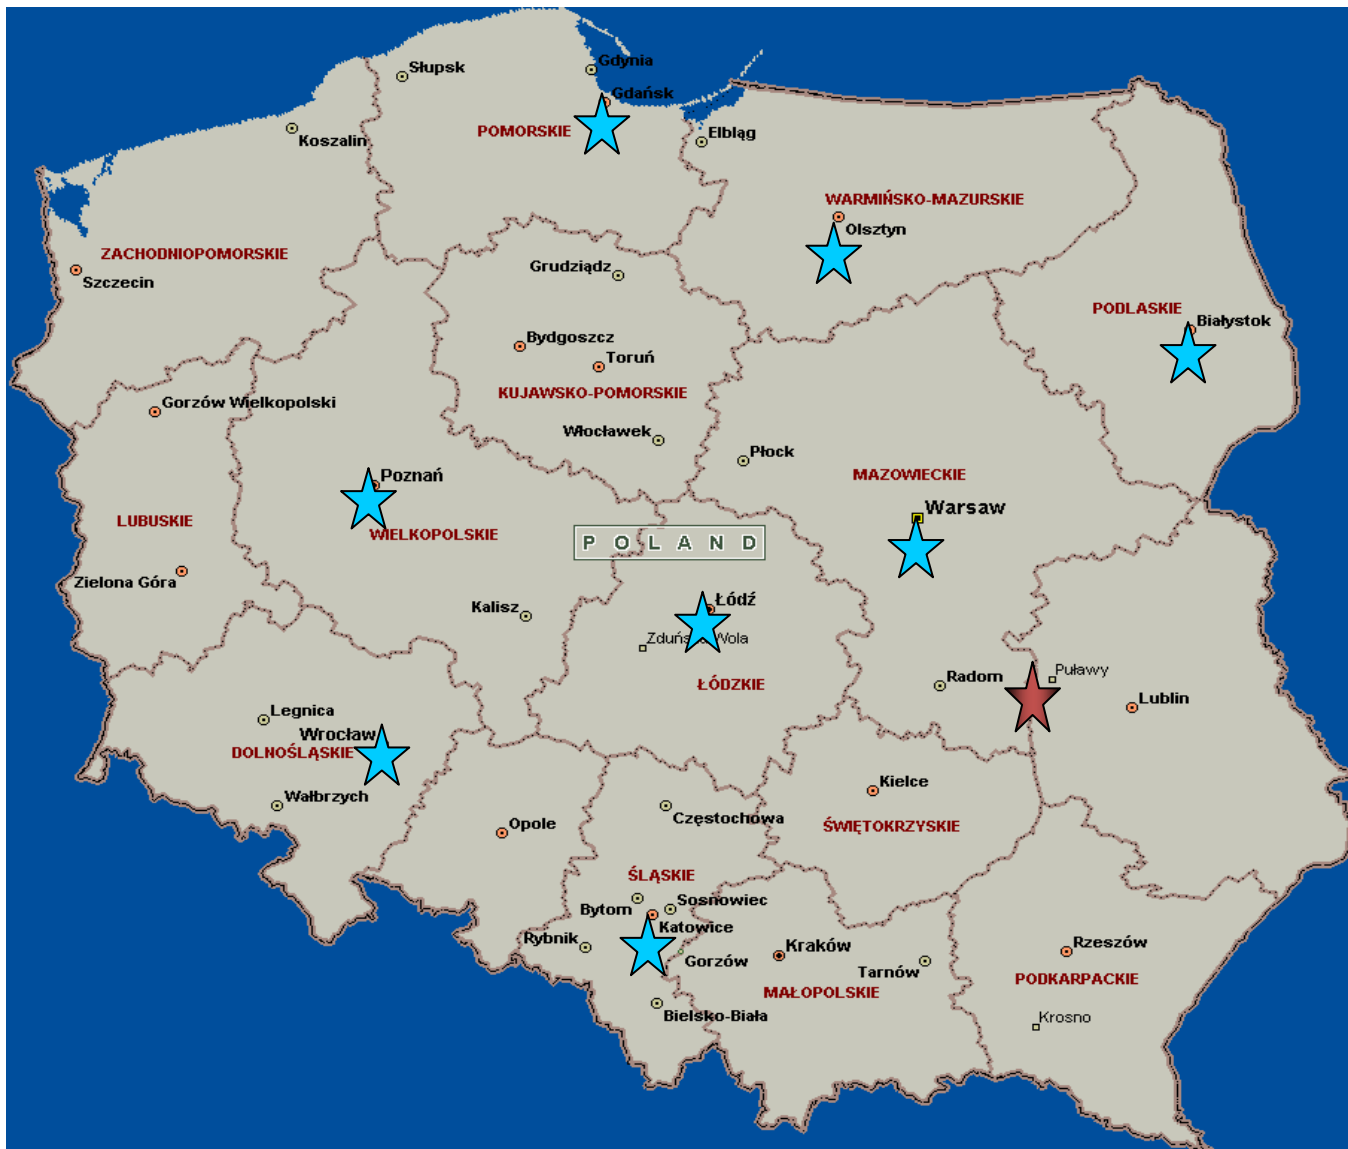 Słupsk
Gdynia
Gdańsk
POMORSKIE
Koszalin
Elbląg
WARMIŃSKO-MAZURSKIE
Olsztyn
ZACHODNIOPOMORSKIE
Szczecin
Grudziądz
PODLASKIE
Białystok
Bydgoszcz
Toruń
KUJAWSKO-POMORSKIE
Gorzów Wielkopolski
Włocławek
Płock
MAZOWIECKIE
Poznań
Warsaw
LUBUSKIE
WIELKOPOLSKIE
POLAND
Zielona Góra
Kalisz
Łódź
Zduńska Wola
ŁÓDZKIE
Radom
Puławy
Lublin
Legnica
Wrocław
DOLNOŚLĄSKIE
Wałbrzych
Kielce
Opole
Częstochowa
ŚWIĘTOKRZYSKIE
ŚLĄSKIE
Bytom
Sosnowiec
Katowice
Rybnik
Gorzów
Kraków
Tarnów
Rzeszów
MAŁOPOLSKIE
PODKARPACKIE
Bielsko-Biała
Krosno